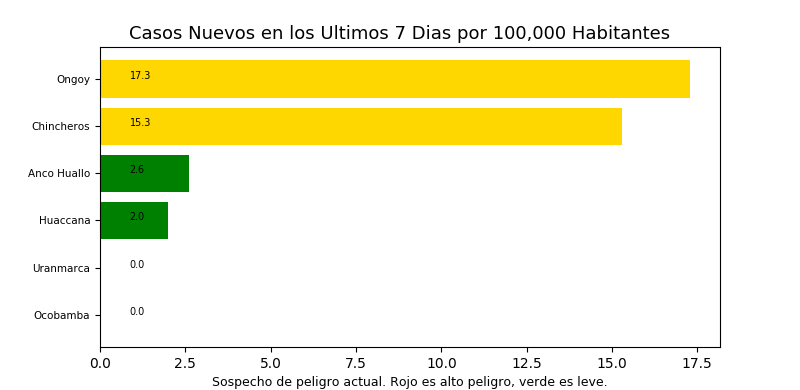 Casos Nuevos en los Ultimos 7 Dias por 100,000 Habitantes
Ongoy 17.3
Chincheros 15.3
Anco Huallo 2.6
Huaccana 2.0
Uranmarca 0.0
Ocobamba 0.0
0.0 2.5 5.0 7.5 10.0 12.5 15.0 17.5
Sospecho de peligro actual. Rojo es alto peligro, verde es leve.